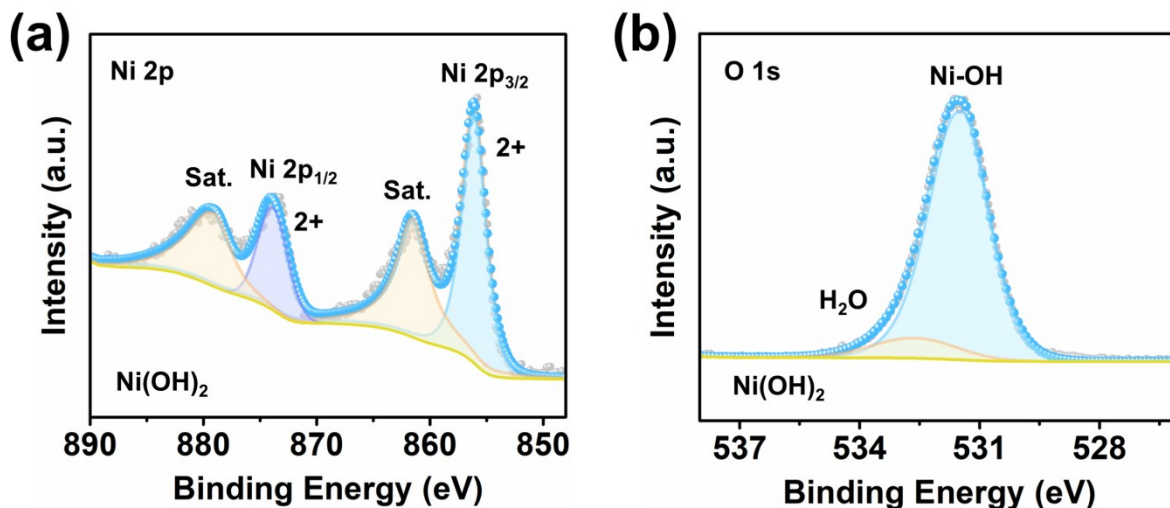 (a)
Ni 2p
Ni 2p₃/₂
2+
Sat.
Ni 2p₁/₂
2+
Sat.
Ni(OH)₂
Intensity (a.u.)
890 880 870 860 850
Binding Energy (eV)
(b)
O 1s
Ni-OH
H₂O
Ni(OH)₂
Intensity (a.u.)
537 534 531 528
Binding Energy (eV)